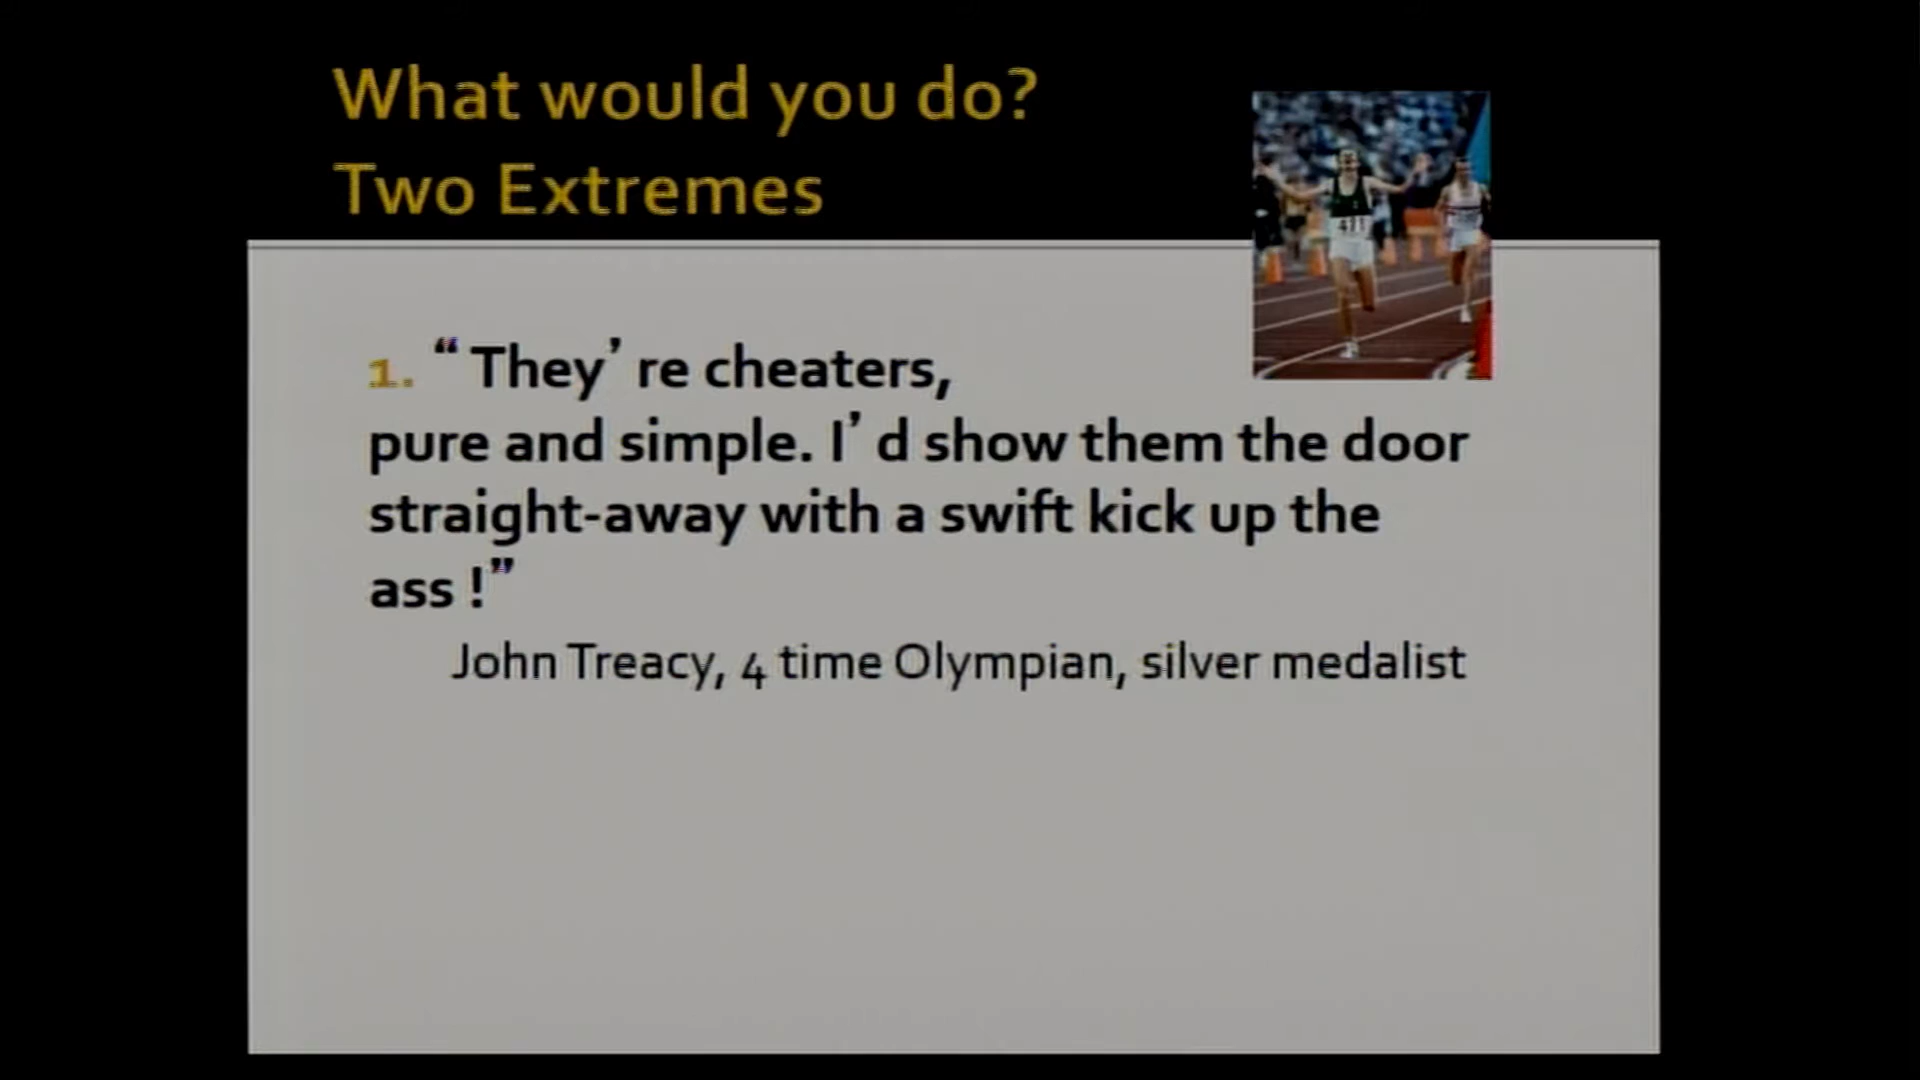 What would you do?
Two Extremes
1. “ They’ re cheaters,
pure and simple. I’ d show them the door
straight-away with a swift kick up the
ass !”
John Treacy, 4 time Olympian, silver medalist
471